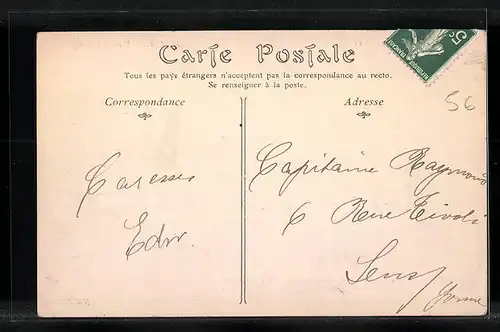 Carte Postale
Tous les pays étrangers n'acceptent pas la correspondance au recto.
Se renseigner à la poste.
Correspondance
Adresse
5c
56
Caresses
Capitaine Raymond
6 Rue Rivoli
Sens
Yonne